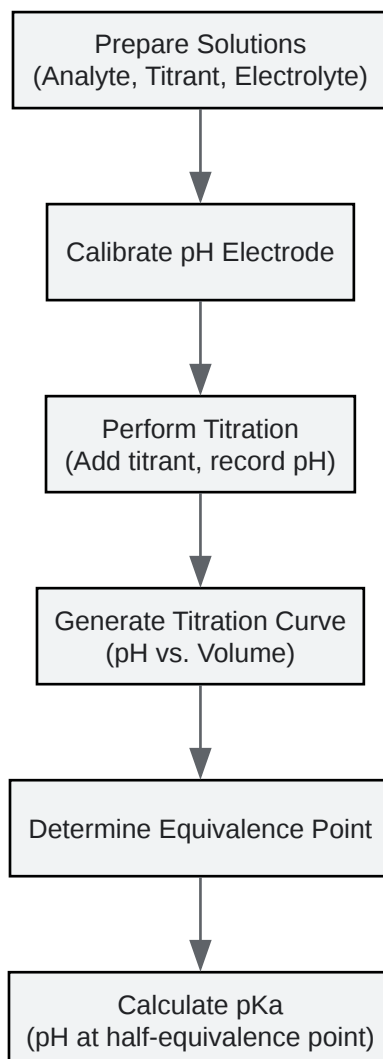 Prepare Solutions
(Analyte, Titrant, Electrolyte)
Calibrate pH Electrode
Perform Titration
(Add titrant, record pH)
Generate Titration Curve
(pH vs. Volume)
Determine Equivalence Point
Calculate pKa
(pH at half-equivalence point)